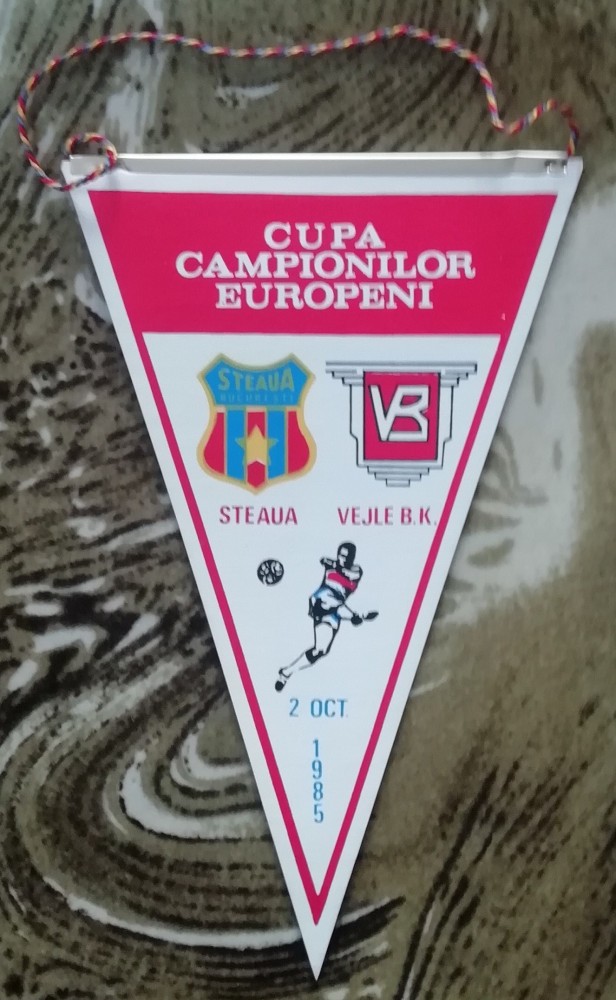 CUPA
CAMPIONILOR
EUROPENI
STEAUA
BUCUREȘTI
VB
STEAUA
VEJLE B.K.
2 OCT.
1985